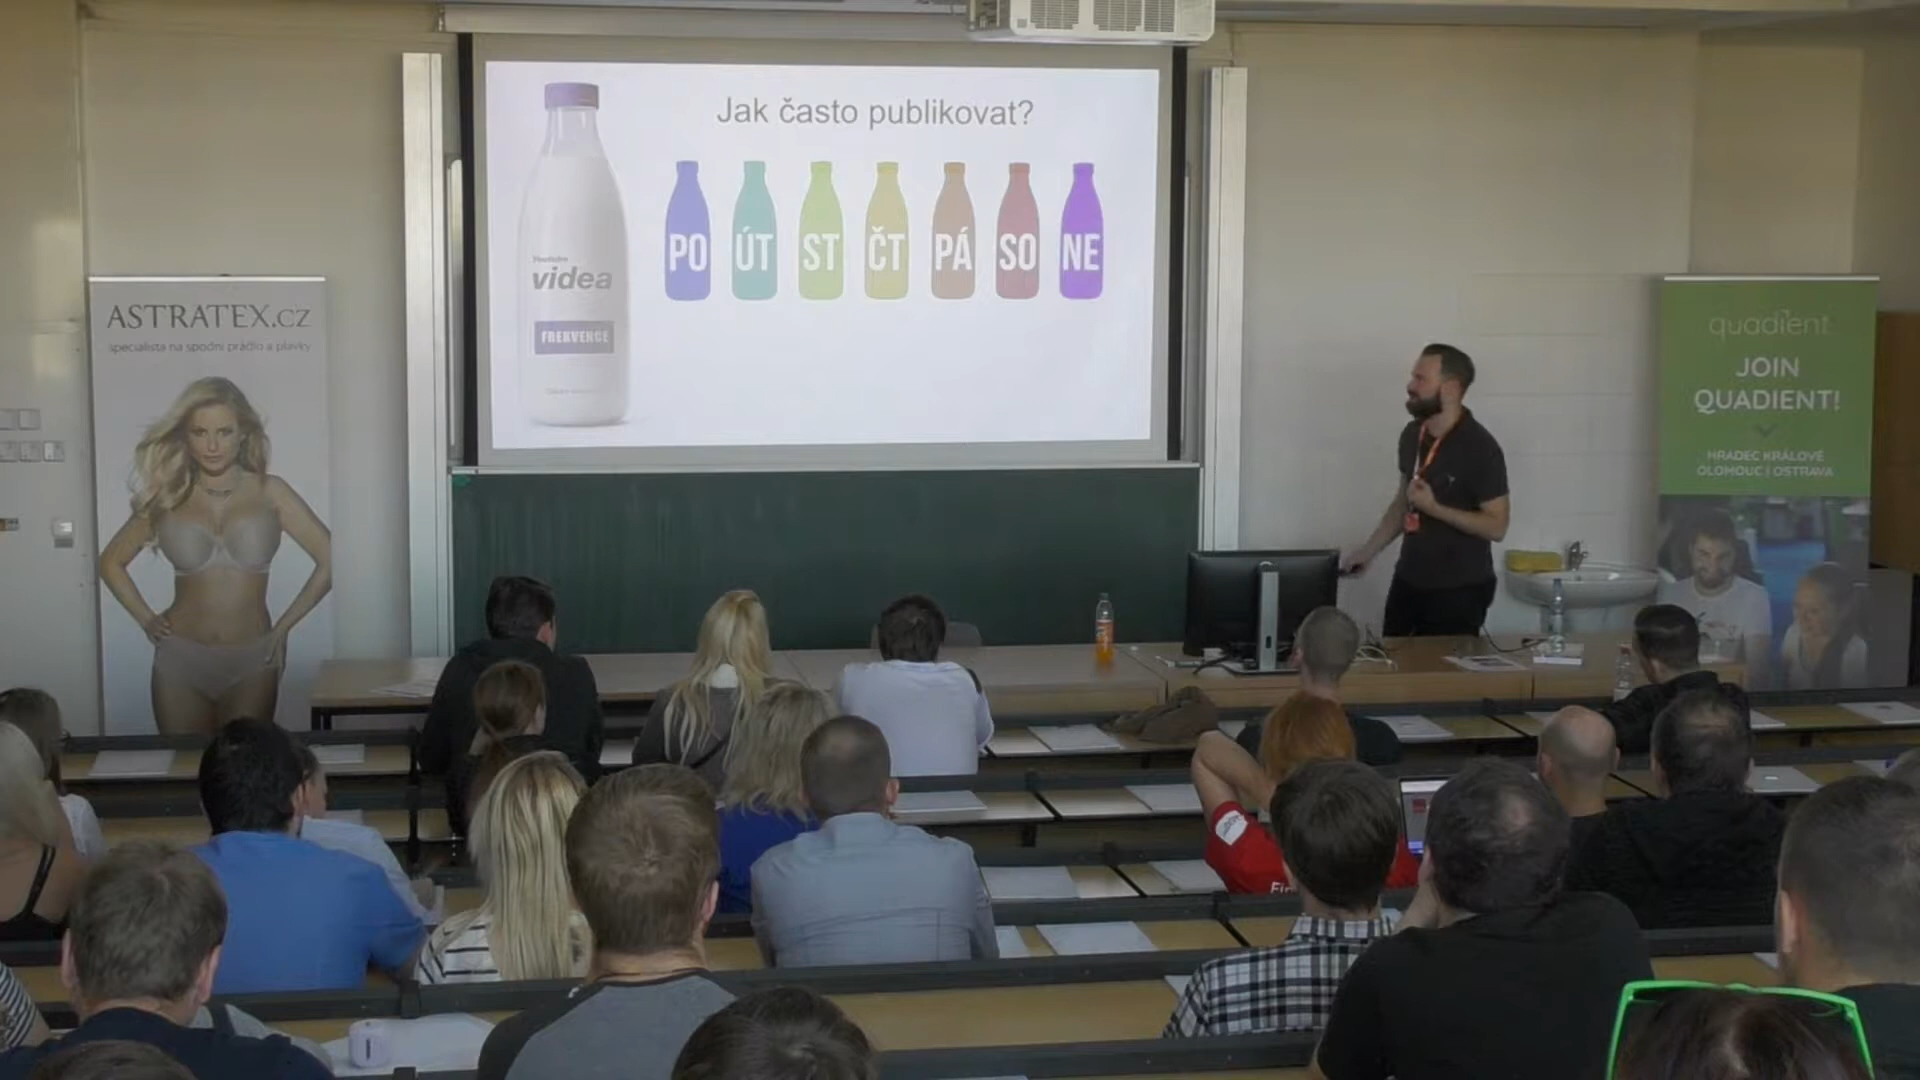 Jak často publikovat?
PO ÚT ST ČT PÁ SO NE
videa
FREKVENCE
ASTRATEX.CZ
specialista na spodní prádlo a plavky
quadient
JOIN
QUADIENT!
HRADEC KRÁLOVÉ
OLOMOUC | OSTRAVA